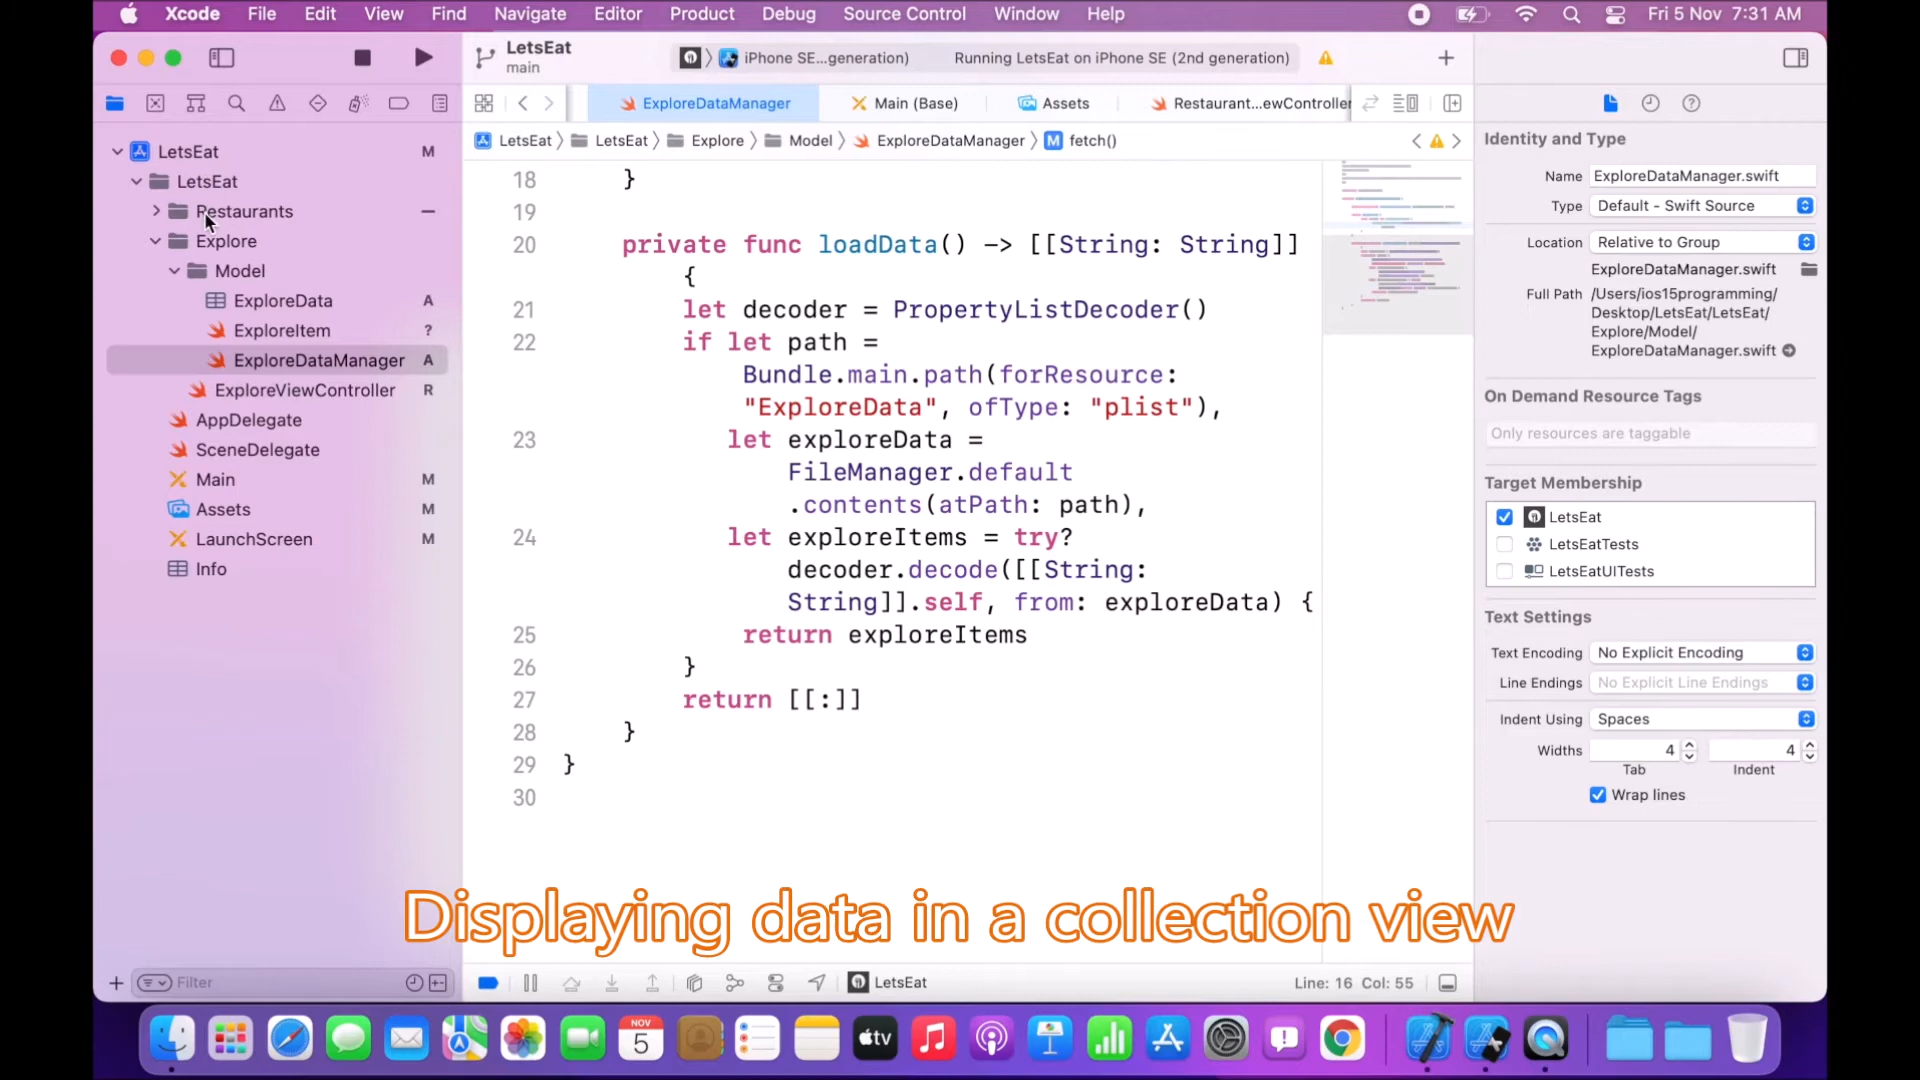 Xcode File Edit View Find Navigate Editor Product Debug Source Control Window Help Fri 5 Nov 7:31 AM
LetsEat
main
iPhone SE...generation) Running LetsEat on iPhone SE (2nd generation)
ExploreDataManager Main (Base) Assets Restaurant...ewController
LetsEat LetsEat Explore Model ExploreDataManager M fetch()
LetsEat M
LetsEat
Restaurants
Explore
Model
ExploreData A
ExploreItem ?
ExploreDataManager A
ExploreViewController R
AppDelegate
SceneDelegate
Main M
Assets M
LaunchScreen M
Info
Filter
18 }
19
20 private func loadData() -> [[String: String]]
{
21 let decoder = PropertyListDecoder()
22 if let path =
Bundle.main.path(forResource:
"ExploreData", ofType: "plist"),
23 let exploreData =
FileManager.default
.contents(atPath: path),
24 let exploreItems = try?
decoder.decode([[String:
String]].self, from: exploreData) {
25 return exploreItems
26 }
27 return [[:]]
28 }
29 }
30
Displaying data in a collection view
LetsEat Line: 16 Col: 55
Identity and Type
Name ExploreDataManager.swift
Type Default - Swift Source
Location Relative to Group
ExploreDataManager.swift
Full Path /Users/ios15programming/
Desktop/LetsEat/LetsEat/
Explore/Model/
ExploreDataManager.swift
On Demand Resource Tags
Only resources are taggable
Target Membership
LetsEat
LetsEatTests
LetsEatUITests
Text Settings
Text Encoding No Explicit Encoding
Line Endings No Explicit Line Endings
Indent Using Spaces
Widths 4 4
Tab Indent
Wrap lines
NOV
5
tv